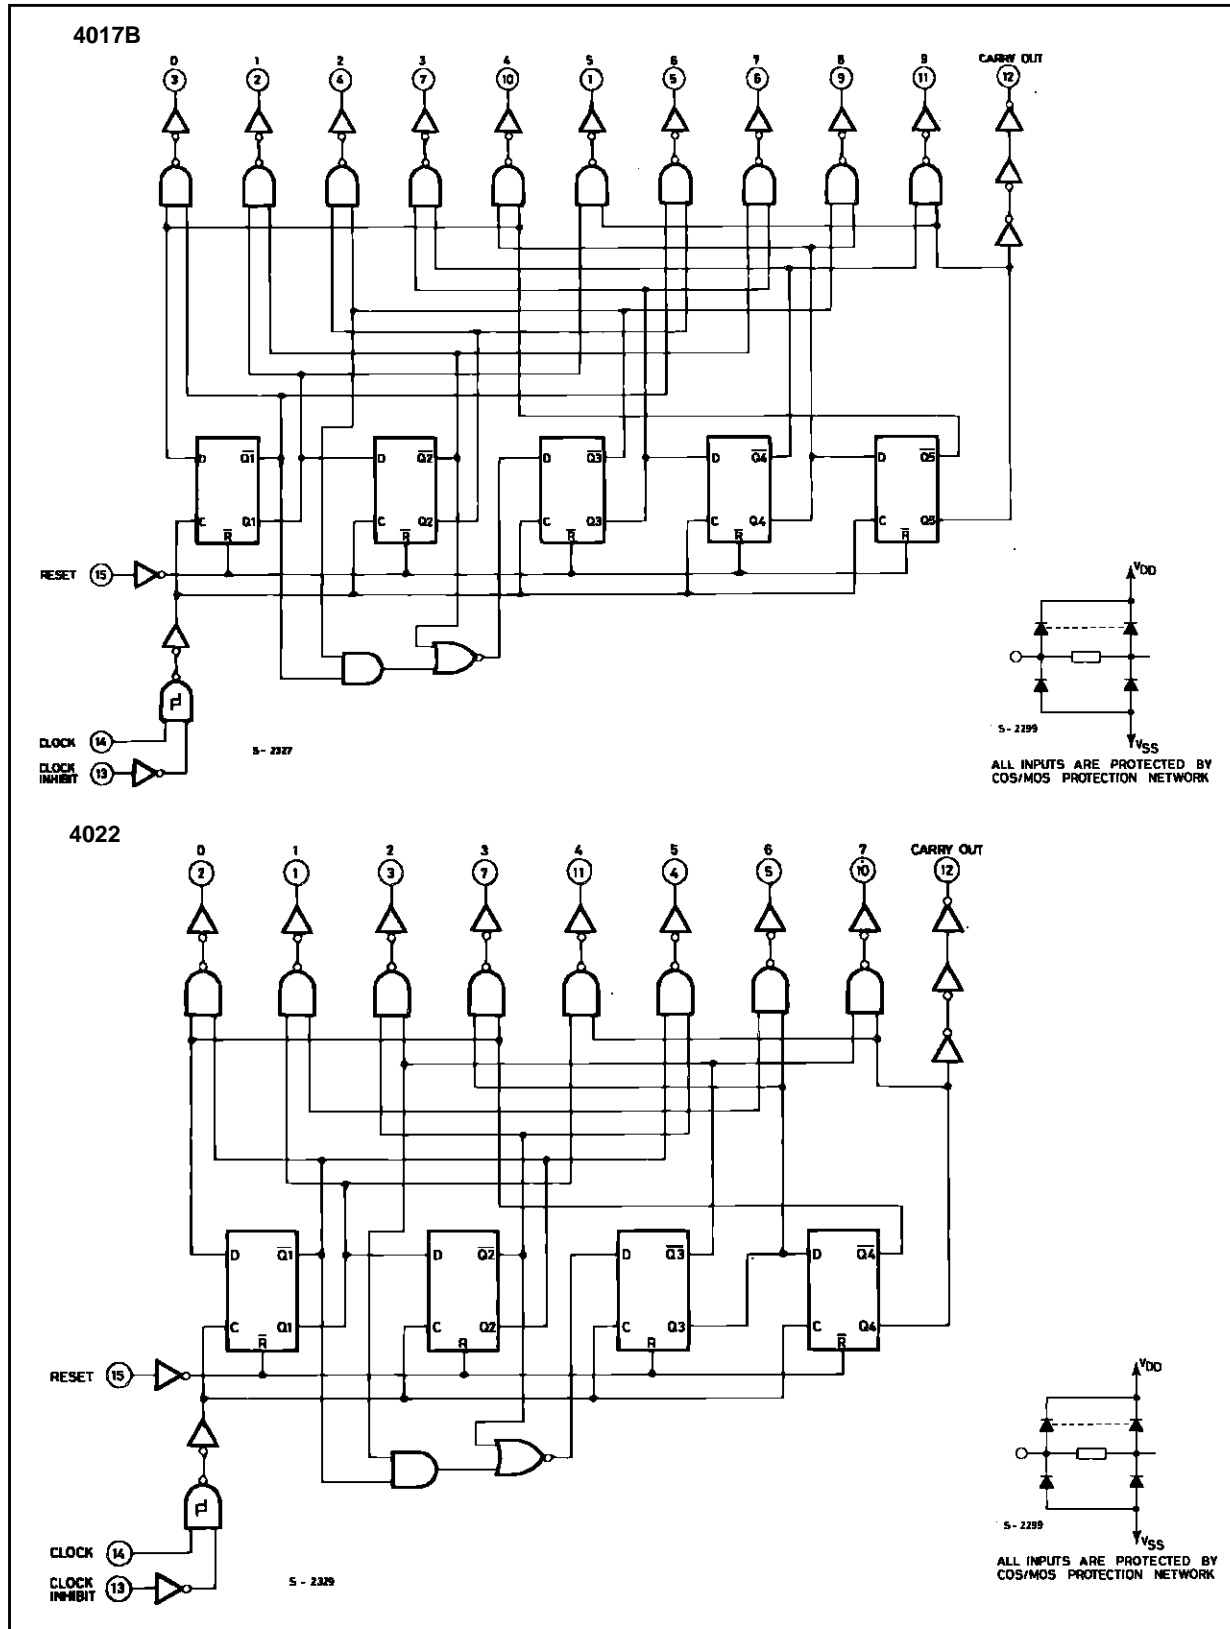 4017B
0 1 2 3 4 5 6 7 8 9 CARRY OUT
3 2 4 7 10 1 5 6 9 11 12
D Q1 D Q2 D Q3 D Q4 D Q5
C Q1 C Q2 C Q3 C Q4 C Q5
R R R R R
RESET 15
CLOCK 14
CLOCK INHIBIT 13
S - 2327
VDD
S - 2299
VSS
ALL INPUTS ARE PROTECTED BY
COS/MOS PROTECTION NETWORK
4022
0 1 2 3 4 5 6 7 CARRY OUT
2 1 3 7 11 4 5 10 12
D Q1 D Q2 D Q3 D Q4
C Q1 C Q2 C Q3 C Q4
R R R R
RESET 15
CLOCK 14
CLOCK INHIBIT 13
S - 2329
VDD
S - 2299
VSS
ALL INPUTS ARE PROTECTED BY
COS/MOS PROTECTION NETWORK